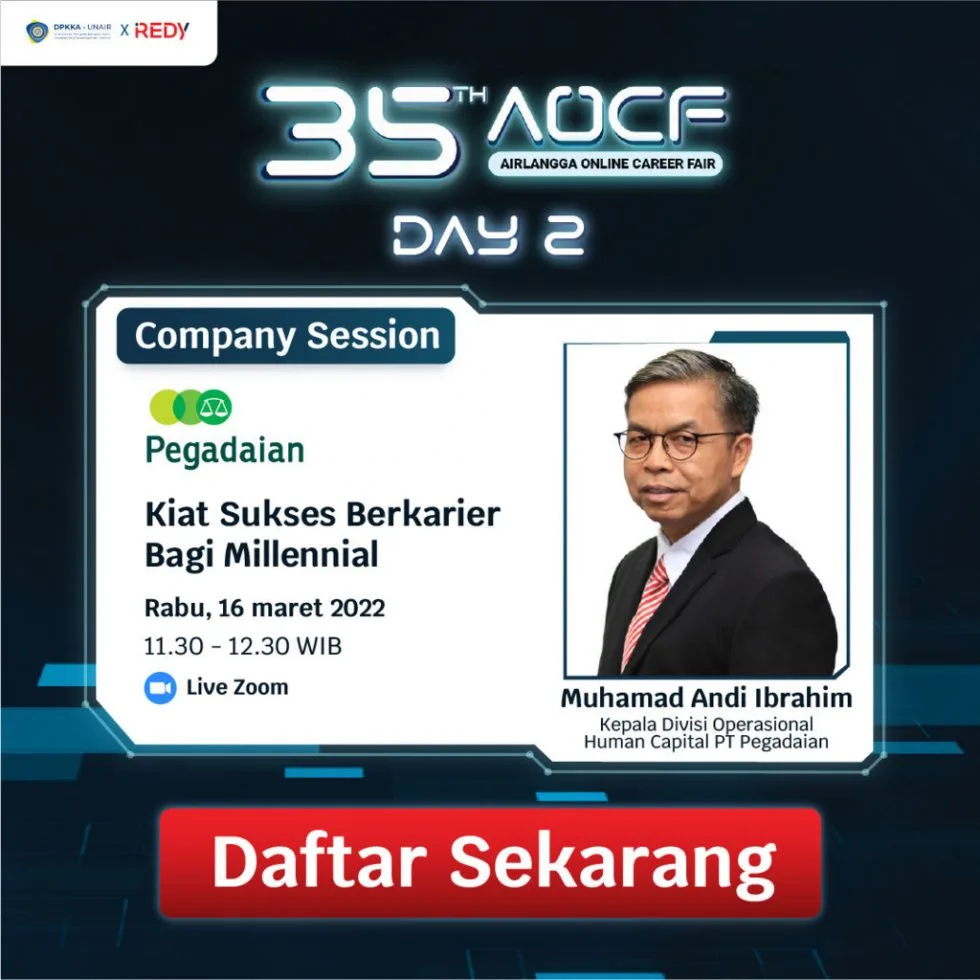 DPKKA - UNAIR X REDY
35TH AOCF
AIRLANGGA ONLINE CAREER FAIR
DAY 2
Company Session
Pegadaian
Kiat Sukses Berkarier
Bagi Millennial
Rabu, 16 maret 2022
11.30 - 12.30 WIB
Live Zoom
Muhamad Andi Ibrahim
Kepala Divisi Operasional
Human Capital PT Pegadaian
Daftar Sekarang